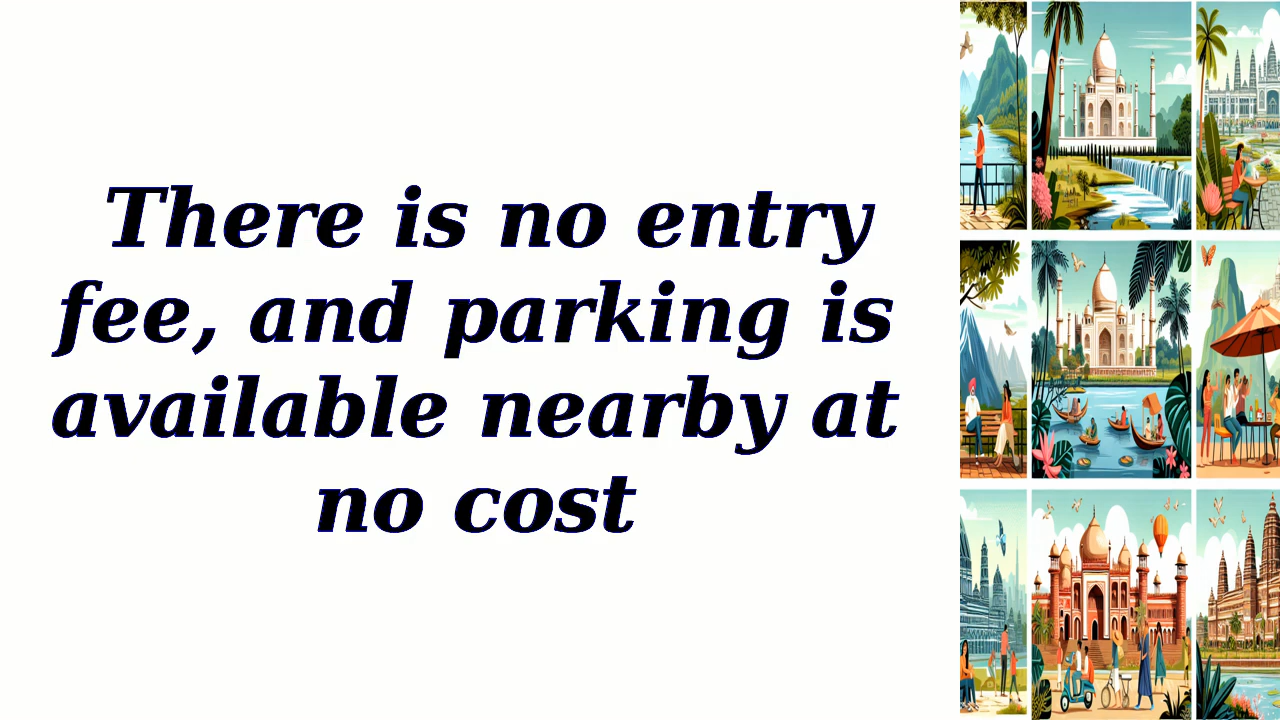 There is no entry
fee, and parking is
available nearby at
no cost